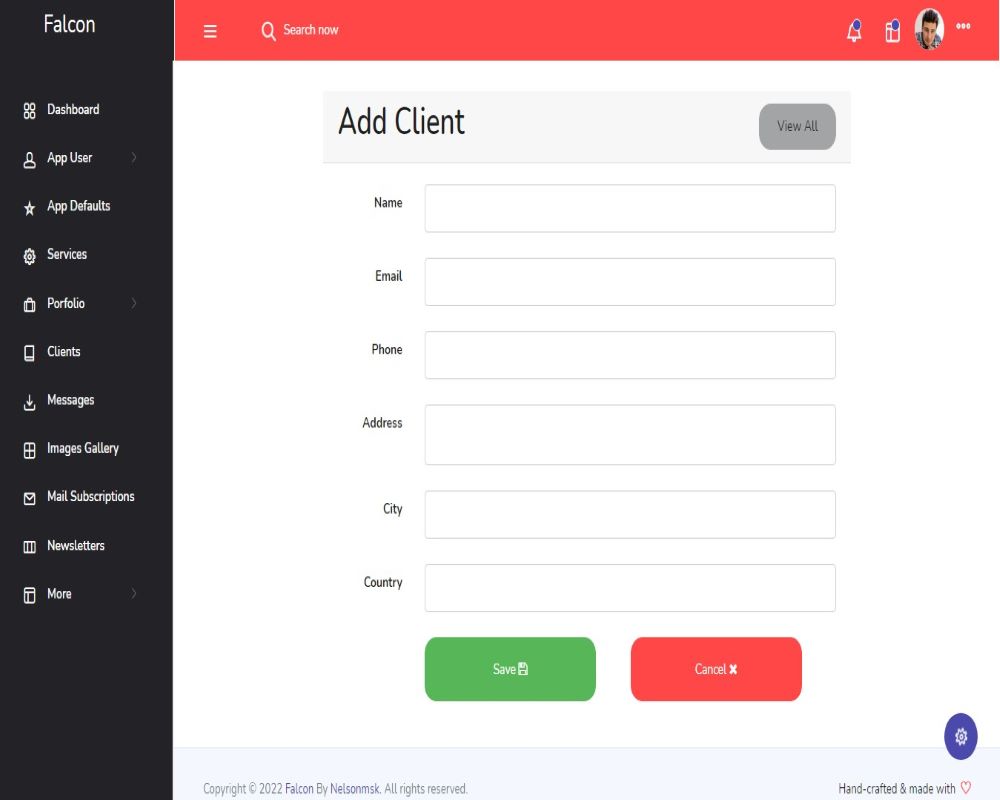 Falcon
Search now
Dashboard
App User
App Defaults
Services
Porfolio
Clients
Messages
Images Gallery
Mail Subscriptions
Newsletters
More
Add Client
View All
Name
Email
Phone
Address
City
Country
Save
Cancel
Copyright © 2022 Falcon By Nelsonmsk. All rights reserved.
Hand-crafted & made with